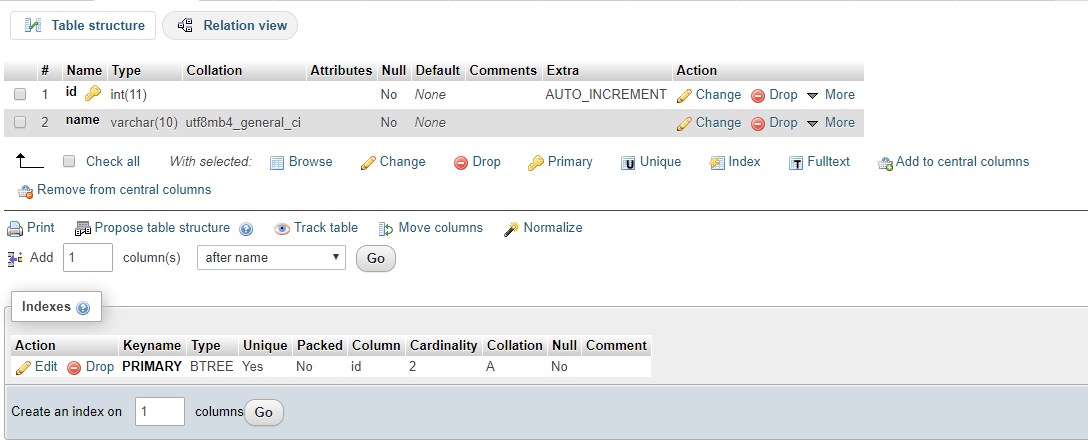 Table structure Relation view
# Name Type Collation Attributes Null Default Comments Extra Action
1 id int(11) No None AUTO_INCREMENT Change Drop More
2 name varchar(10) utf8mb4_general_ci No None Change Drop More
Check all With selected: Browse Change Drop Primary Unique Index Fulltext Add to central columns
Remove from central columns
Print Propose table structure Track table Move columns Normalize
Add 1 column(s) after name Go
Indexes
Action Keyname Type Unique Packed Column Cardinality Collation Null Comment
Edit Drop PRIMARY BTREE Yes No id 2 A No
Create an index on 1 columns Go